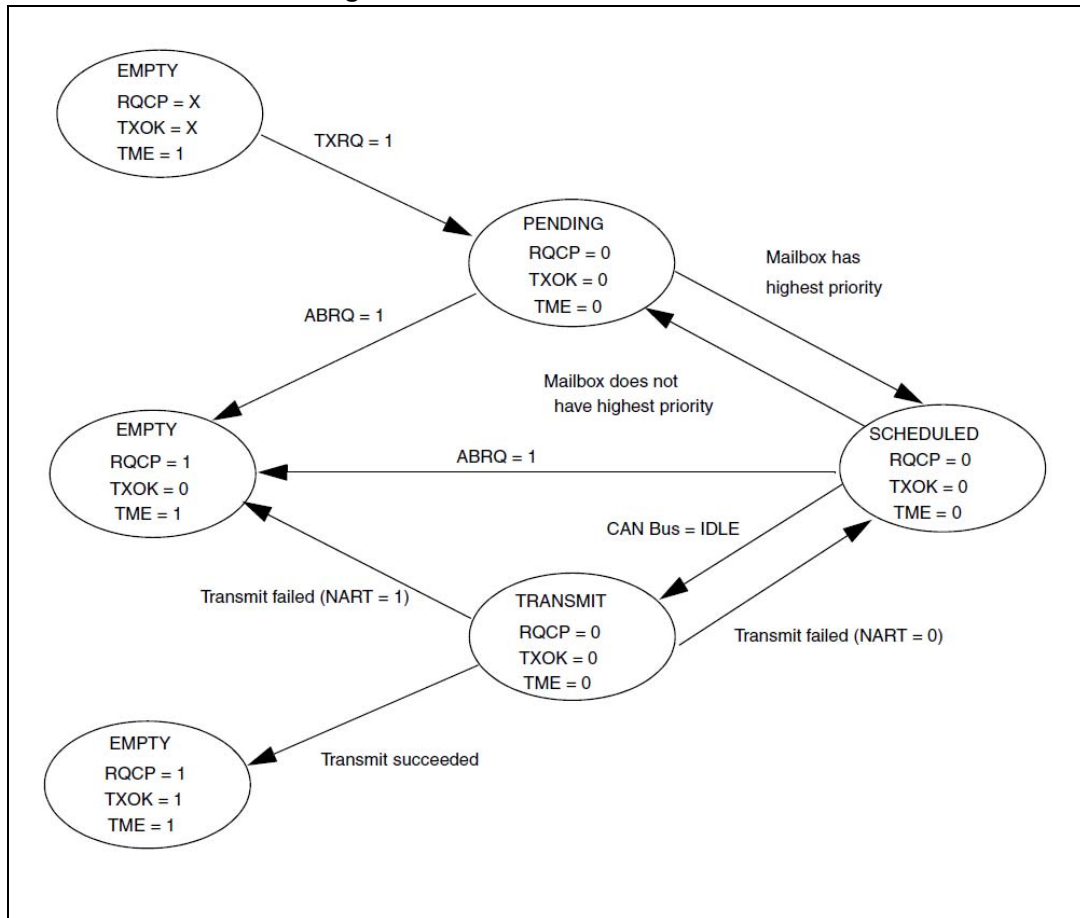 EMPTY
RQCP = X
TXOK = X
TME = 1
TXRQ = 1
PENDING
RQCP = 0
TXOK = 0
TME = 0
Mailbox has
highest priority
ABRQ = 1
Mailbox does not
have highest priority
EMPTY
RQCP = 1
TXOK = 0
TME = 1
ABRQ = 1
SCHEDULED
RQCP = 0
TXOK = 0
TME = 0
CAN Bus = IDLE
Transmit failed (NART = 1)
TRANSMIT
RQCP = 0
TXOK = 0
TME = 0
Transmit failed (NART = 0)
EMPTY
RQCP = 1
TXOK = 1
TME = 1
Transmit succeeded